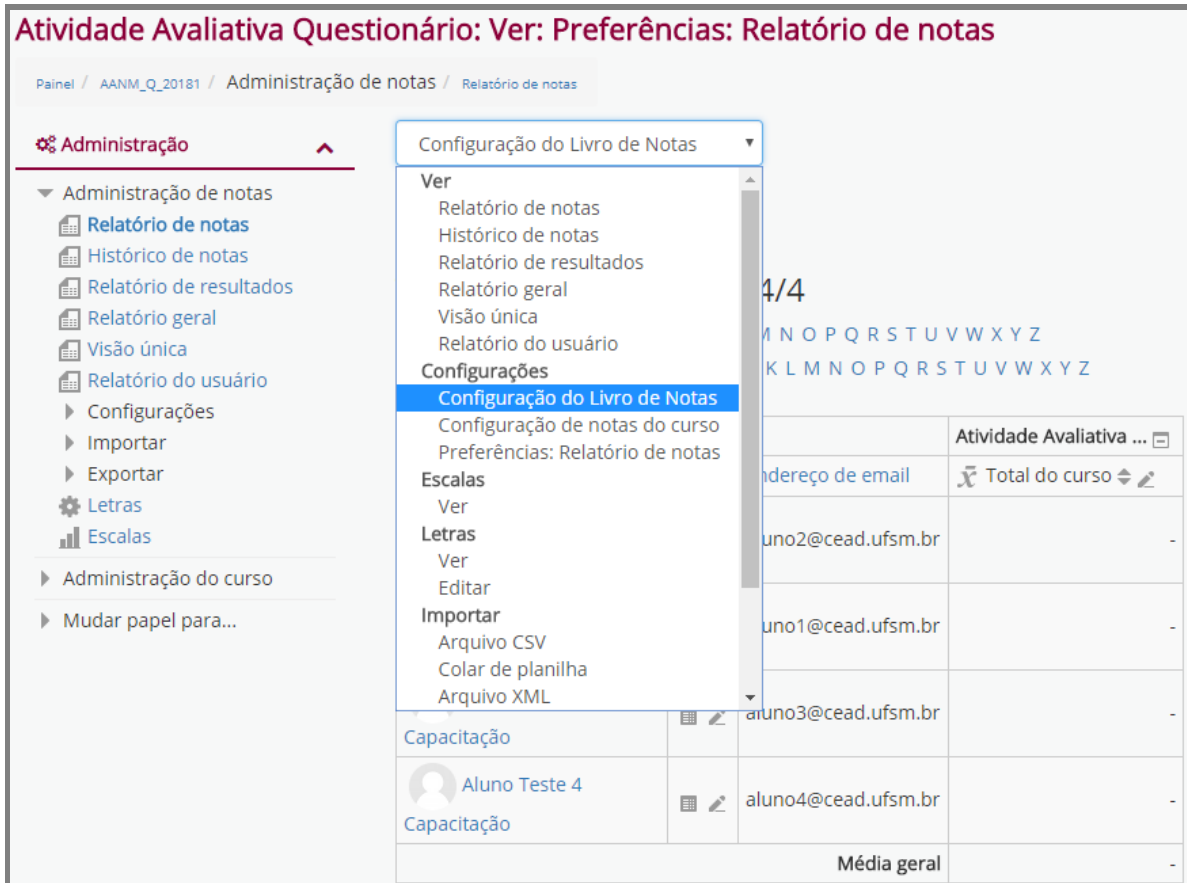 Atividade Avaliativa Questionário: Ver: Preferências: Relatório de notas
Painel / AANM_Q_20181 / Administração de notas / Relatório de notas
Administração
Administração de notas
Relatório de notas
Histórico de notas
Relatório de resultados
Relatório geral
Visão única
Relatório do usuário
Configurações
Importar
Exportar
Letras
Escalas
Administração do curso
Mudar papel para...
Configuração do Livro de Notas
Ver
Relatório de notas
Histórico de notas
Relatório de resultados
Relatório geral
Visão única
Relatório do usuário
Configurações
Configuração do Livro de Notas
Configuração de notas do curso
Preferências: Relatório de notas
Escalas
Ver
Letras
Ver
Editar
Importar
Arquivo CSV
Colar de planilha
Arquivo XML
4/4
N O P Q R S T U V W X Y Z
K L M N O P Q R S T U V W X Y Z
Atividade Avaliativa ...
ndereço de email
x̄ Total do curso
uno2@cead.ufsm.br -
uno1@cead.ufsm.br -
aluno3@cead.ufsm.br -
Capacitação
Aluno Teste 4
Capacitação
aluno4@cead.ufsm.br -
Média geral -